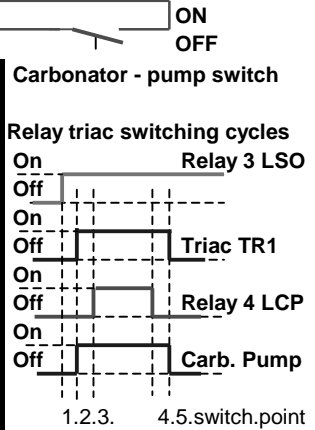 ON
OFF
Carbonator - pump switch
Relay triac switching cycles
On
Relay 3 LSO
Off
On
Off
Triac TR1
On
Off
Relay 4 LCP
On
Off
Carb. Pump
1.2.3. 4.5.switch.point